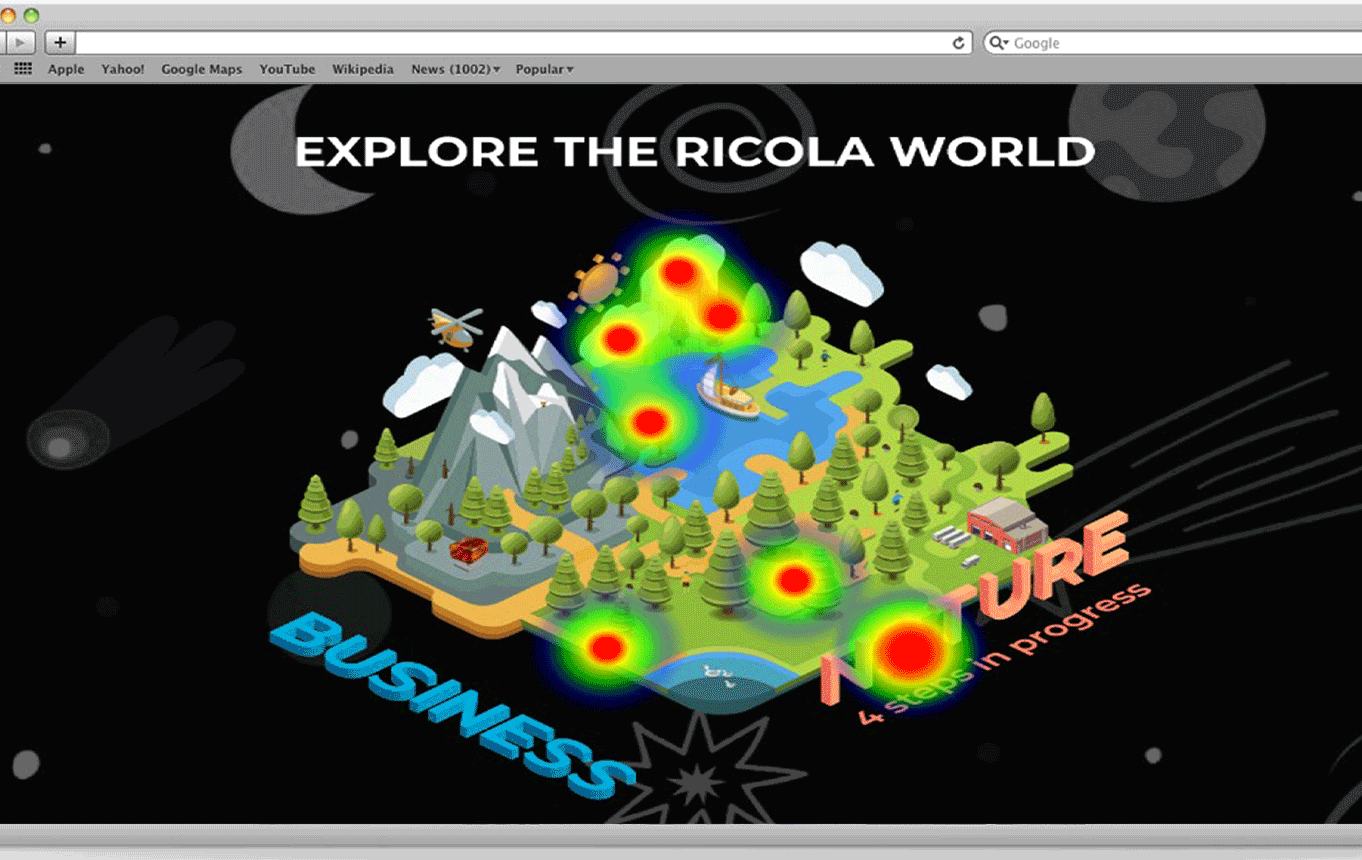 Google
Apple Yahoo! Google Maps YouTube Wikipedia News (1002) Popular
EXPLORE THE RICOLA WORLD
BUSINESS
N TURE
4 steps in progress